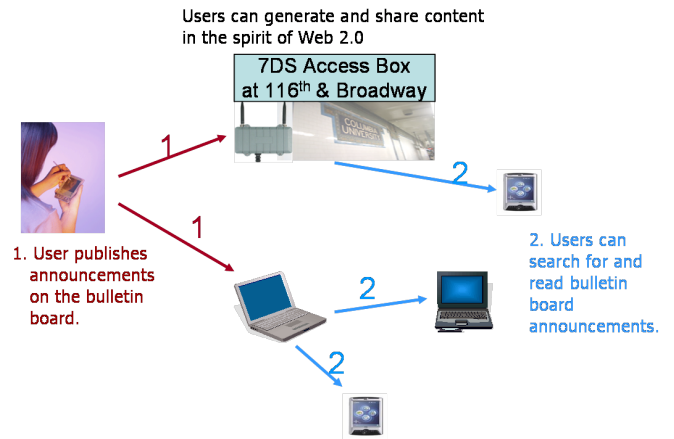 Users can generate and share content
in the spirit of Web 2.0
7DS Access Box
at 116th & Broadway
COLUMBIA
UNIVERSITY
1
2
1
1. User publishes
announcements
on the bulletin
board.
2. Users can
search for and
read bulletin
board
announcements.
2
2